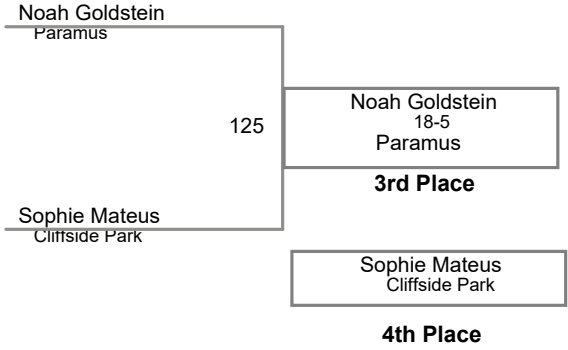 Noah Goldstein
Paramus
125
Noah Goldstein
18-5
Paramus
3rd Place
Sophie Mateus
Cliffside Park
Sophie Mateus
Cliffside Park
4th Place